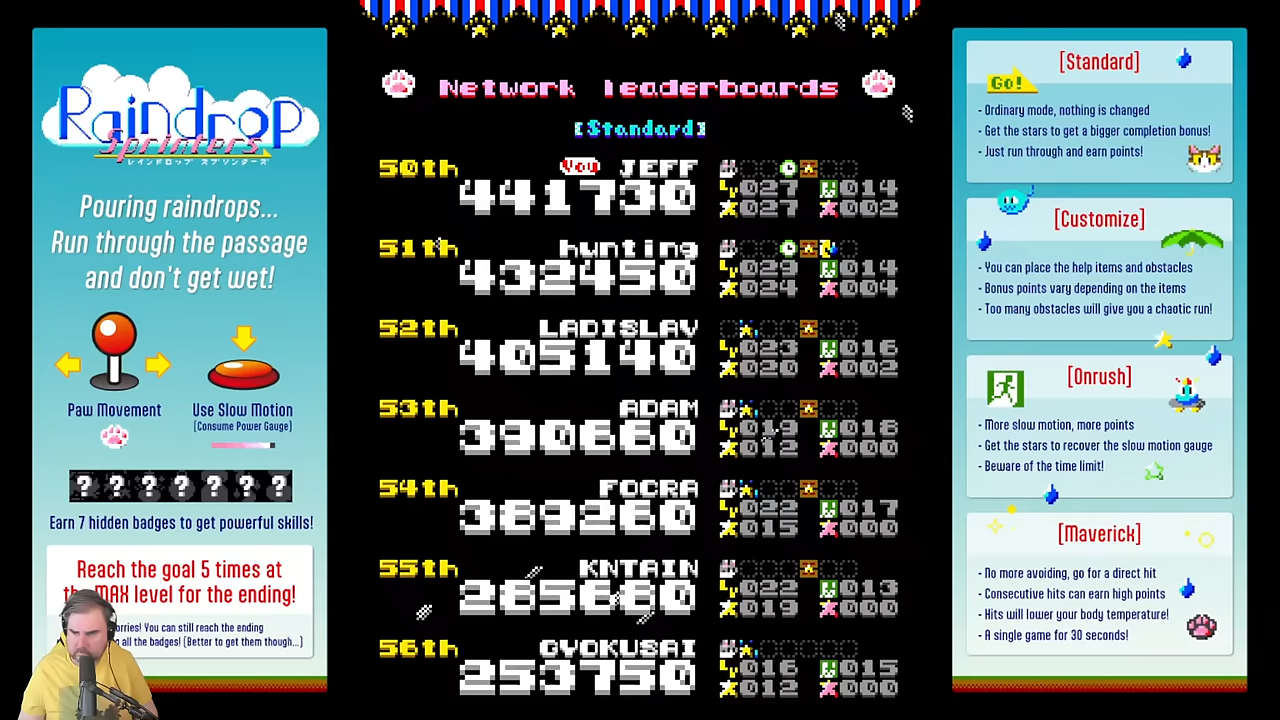 Raindrop
Sprinters
レインドロップ スプリンターズ
Pouring raindrops...
Run through the passage
and don't get wet!
Paw Movement
Use Slow Motion
(Consume Power Gauge)
? ? ? ? ? ? ?
Earn 7 hidden badges to get powerful skills!
Reach the goal 5 times at
MAX level for the ending!
You can still reach the ending
all the badges! (Better to get them though...)
Network leaderboards
[Standard]
50th You JEFF
441730
027 014
027 002
51th hunting
432450
029 014
024 004
52th LADISLAV
405140
023 016
020 002
53th ADAM
390660
019 018
012 000
54th FOCRA
369260
022 017
015 000
55th KNTAIN
265660
022 013
019 000
56th GYOKUSAI
253750
016 015
012 000
[Standard]
Go!
- Ordinary mode, nothing is changed
- Get the stars to get a bigger completion bonus!
- Just run through and earn points!
[Customize]
- You can place the help items and obstacles
- Bonus points vary depending on the items
- Too many obstacles will give you a chaotic run!
[Onrush]
- More slow motion, more points
- Get the stars to recover the slow motion gauge
- Beware of the time limit!
[Maverick]
- No more avoiding, go for a direct hit
- Consecutive hits can earn high points
- Hits will lower your body temperature!
- A single game for 30 seconds!